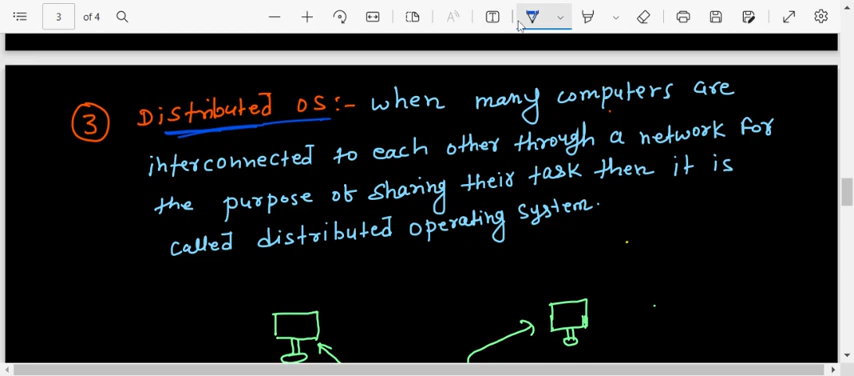 3 of 4
③ Distributed OS:- when many computers are
interconnected to each other through a network for
the purpose of sharing their task then it is
called distributed operating system.